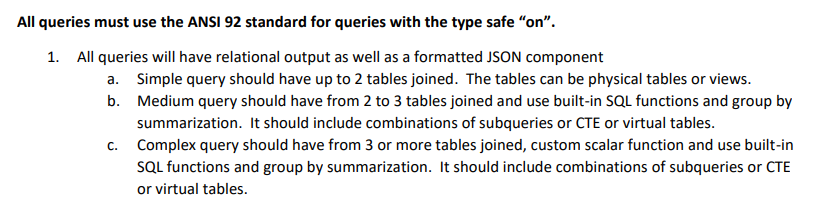 All queries must use the ANSI 92 standard for queries with the type safe “on”.
1. All queries will have relational output as well as a formatted JSON component
a. Simple query should have up to 2 tables joined. The tables can be physical tables or views.
b. Medium query should have from 2 to 3 tables joined and use built-in SQL functions and group by
summarization. It should include combinations of subqueries or CTE or virtual tables.
c. Complex query should have from 3 or more tables joined, custom scalar function and use built-in
SQL functions and group by summarization. It should include combinations of subqueries or CTE
or virtual tables.